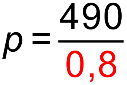 p = 490 / 0,8